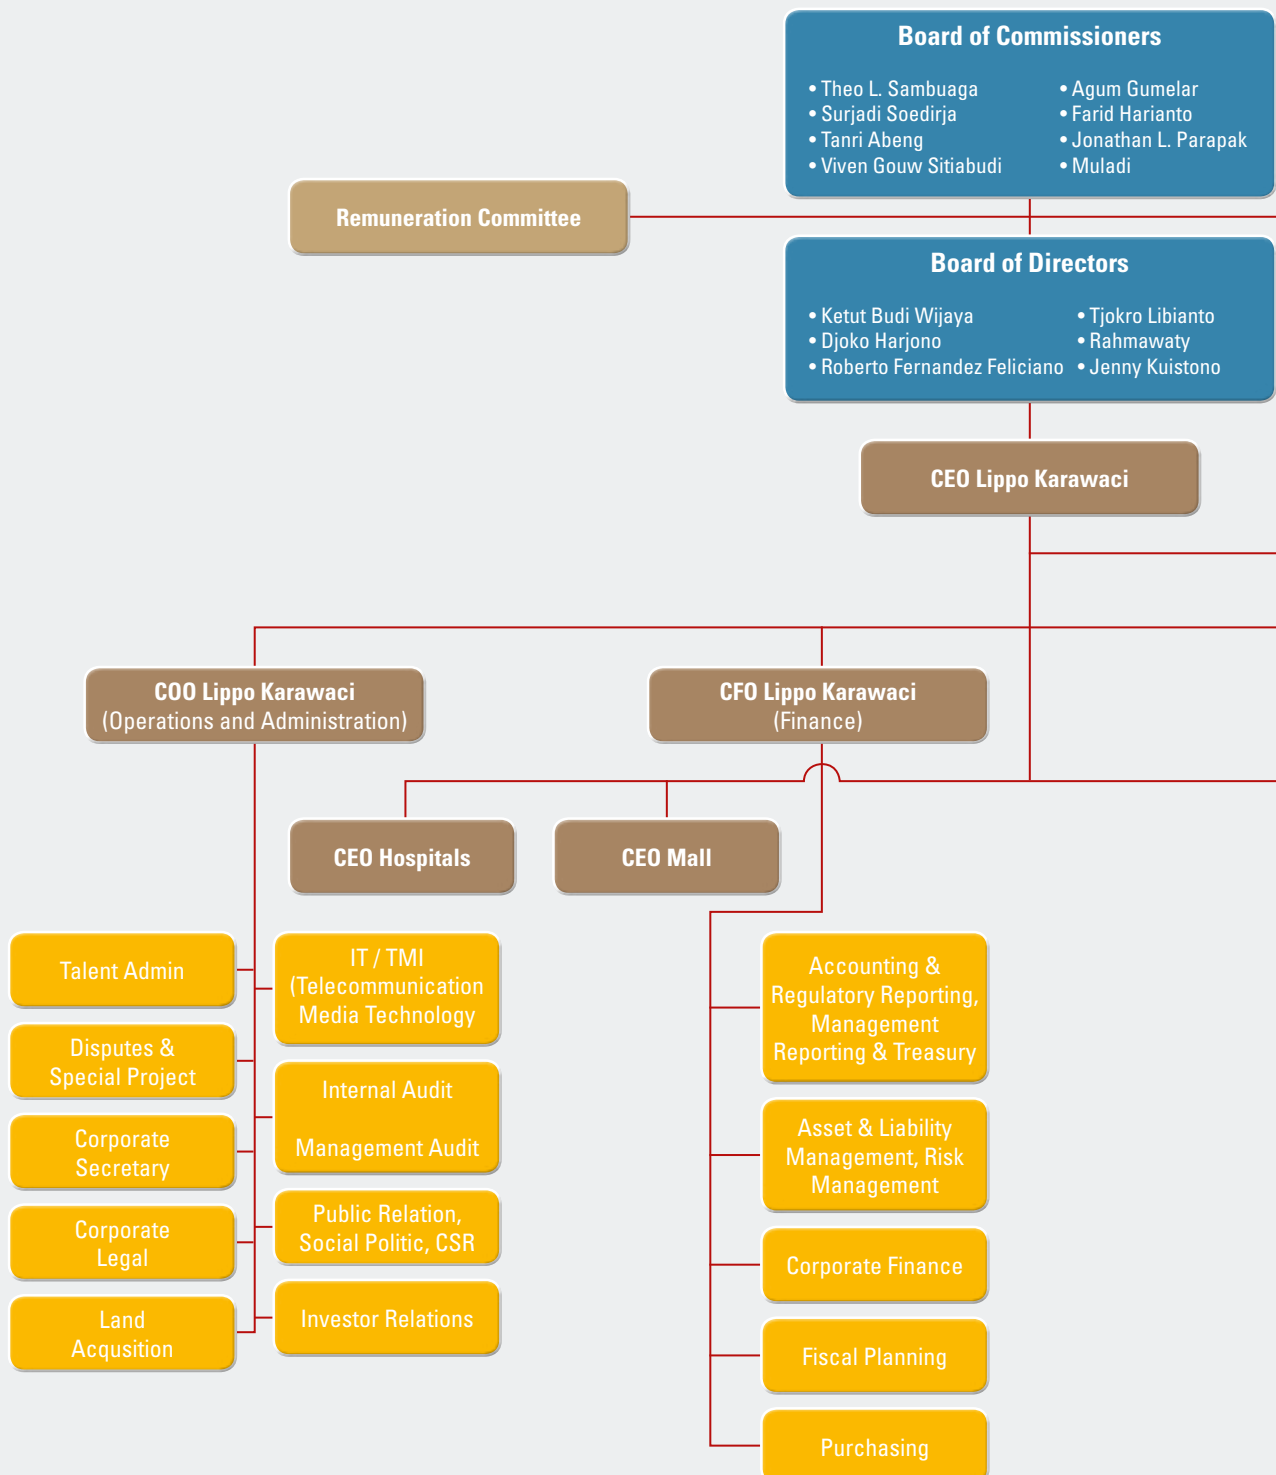 Board of Commissioners
• Theo L. Sambuaga
• Surjadi Soedirja
• Tanri Abeng
• Viven Gouw Sitiabudi
• Agum Gumelar
• Farid Harianto
• Jonathan L. Parapak
• Muladi
Remuneration Committee
Board of Directors
• Ketut Budi Wijaya
• Djoko Harjono
• Roberto Fernandez Feliciano
• Tjokro Libianto
• Rahmawaty
• Jenny Kuistono
CEO Lippo Karawaci
COO Lippo Karawaci
(Operations and Administration)
CFO Lippo Karawaci
(Finance)
CEO Hospitals
CEO Mall
Talent Admin
Disputes &
Special Project
Corporate
Secretary
Corporate
Legal
Land
Acqusition
IT / TMI
(Telecommunication
Media Technology
Internal Audit
Management Audit
Public Relation,
Social Politic, CSR
Investor Relations
Accounting &
Regulatory Reporting,
Management
Reporting & Treasury
Asset & Liability
Management, Risk
Management
Corporate Finance
Fiscal Planning
Purchasing